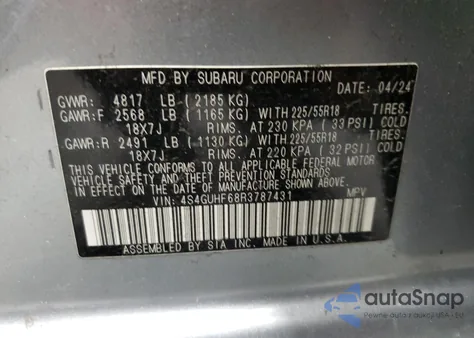 MFD BY SUBARU CORPORATION
DATE: 04/24
GVWR: 4817 LB (2185 KG)
GAWR:F 2568 LB (1165 KG) WITH 225/55R18 TIRES.
18X7J RIMS. AT 230 KPA (33 PSI) COLD
GAWR:R 2491 LB (1130 KG) WITH 225/55R18 TIRES.
18X7J RIMS. AT 220 KPA (32 PSI) COLD
THIS VEHICLE CONFORMS TO ALL APPLICABLE FEDERAL MOTOR
VEHICLE SAFETY AND THEFT PREVENTION STANDARDS IN EFFECT
ON THE DATE OF MANUFACTURE SHOWN ABOVE.
VIN: 4S4GUHF68R3787431 MPV
ASSEMBLED BY SIA INC. MADE IN U.S.A.
autoSnap